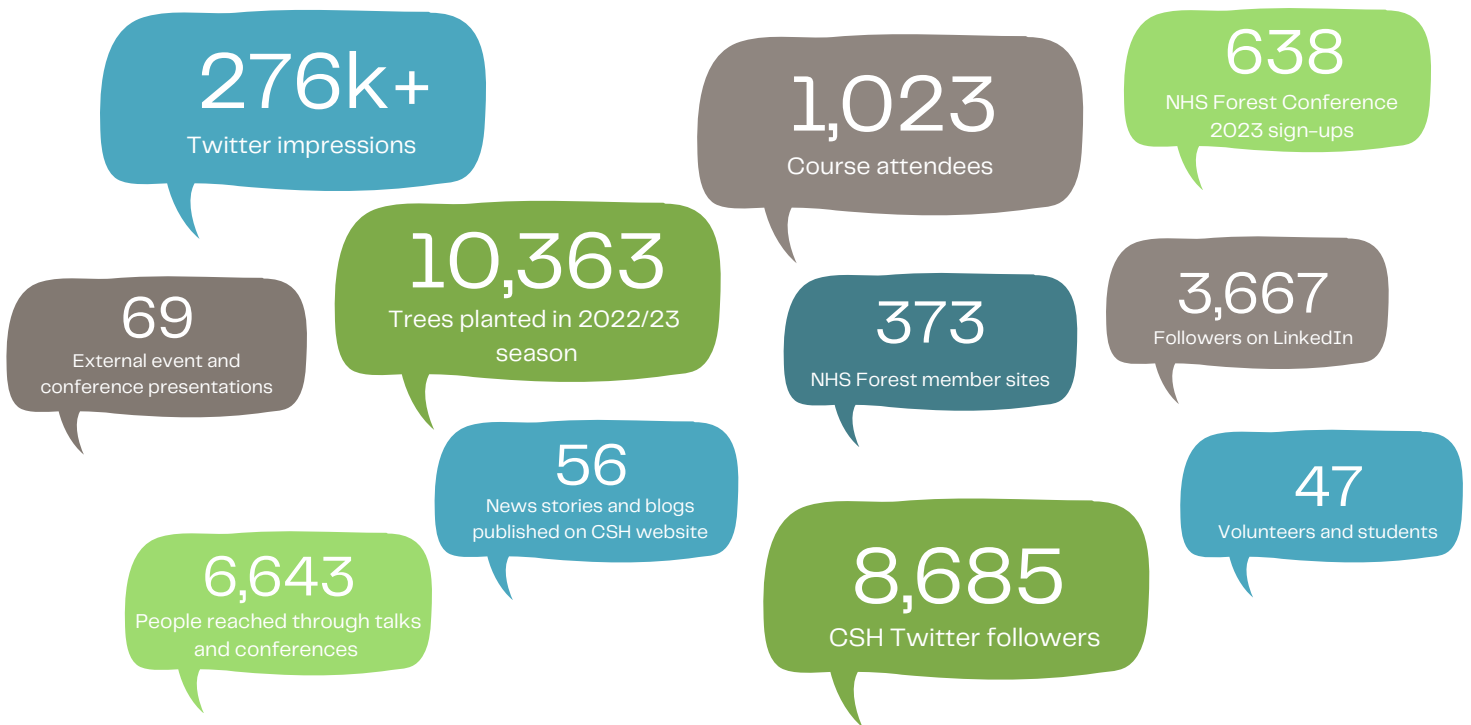 276k+
Twitter impressions
1,023
Course attendees
638
NHS Forest Conference
2023 sign-ups
10,363
Trees planted in 2022/23
season
69
External event and
conference presentations
373
NHS Forest member sites
3,667
Followers on LinkedIn
56
News stories and blogs
published on CSH website
47
Volunteers and students
6,643
People reached through talks
and conferences
8,685
CSH Twitter followers